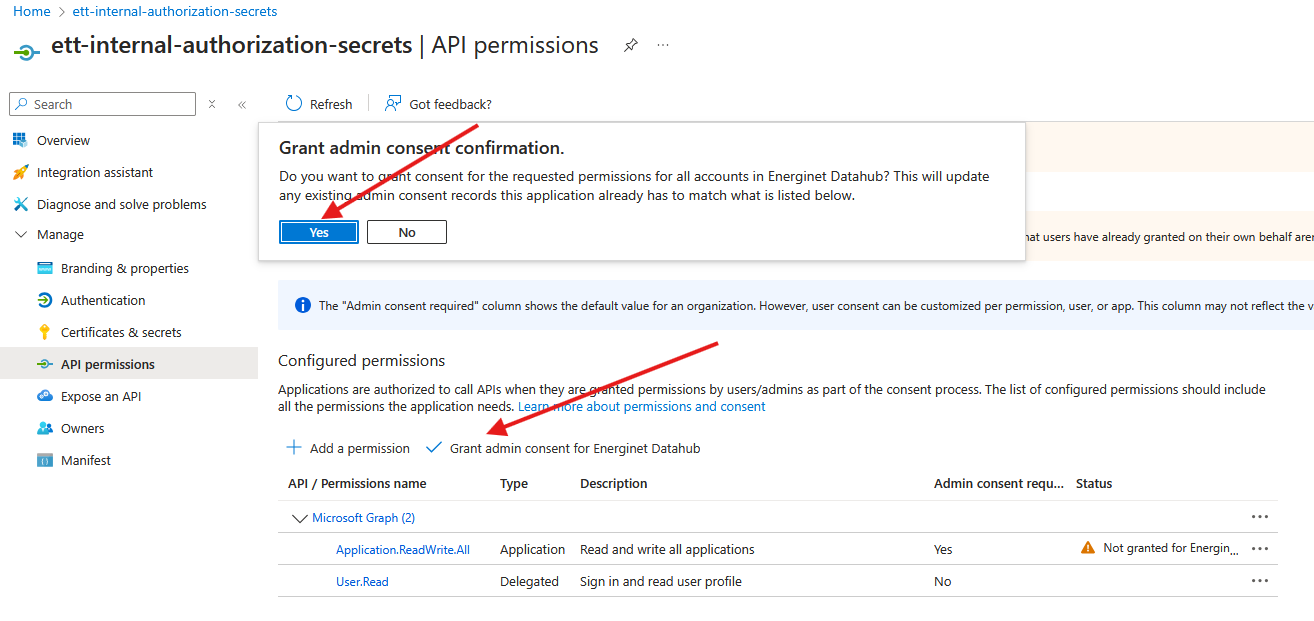 Home > ett-internal-authorization-secrets
ett-internal-authorization-secrets | API permissions
Search
Refresh
Got feedback?
Overview
Integration assistant
Diagnose and solve problems
Manage
Branding & properties
Authentication
Certificates & secrets
API permissions
Expose an API
Owners
Manifest
Grant admin consent confirmation.
Do you want to grant consent for the requested permissions for all accounts in Energinet Datahub? This will update
any existing admin consent records this application already has to match what is listed below.
Yes No
that users have already granted on their own behalf aren
The "Admin consent required" column shows the default value for an organization. However, user consent can be customized per permission, user, or app. This column may not reflect the v
Configured permissions
Applications are authorized to call APIs when they are granted permissions by users/admins as part of the consent process. The list of configured permissions should include
all the permissions the application needs. Learn more about permissions and consent
Add a permission Grant admin consent for Energinet Datahub
API / Permissions name Type Description Admin consent requ... Status
Microsoft Graph (2)
Application.ReadWrite.All Application Read and write all applications Yes Not granted for Energin...
User.Read Delegated Sign in and read user profile No